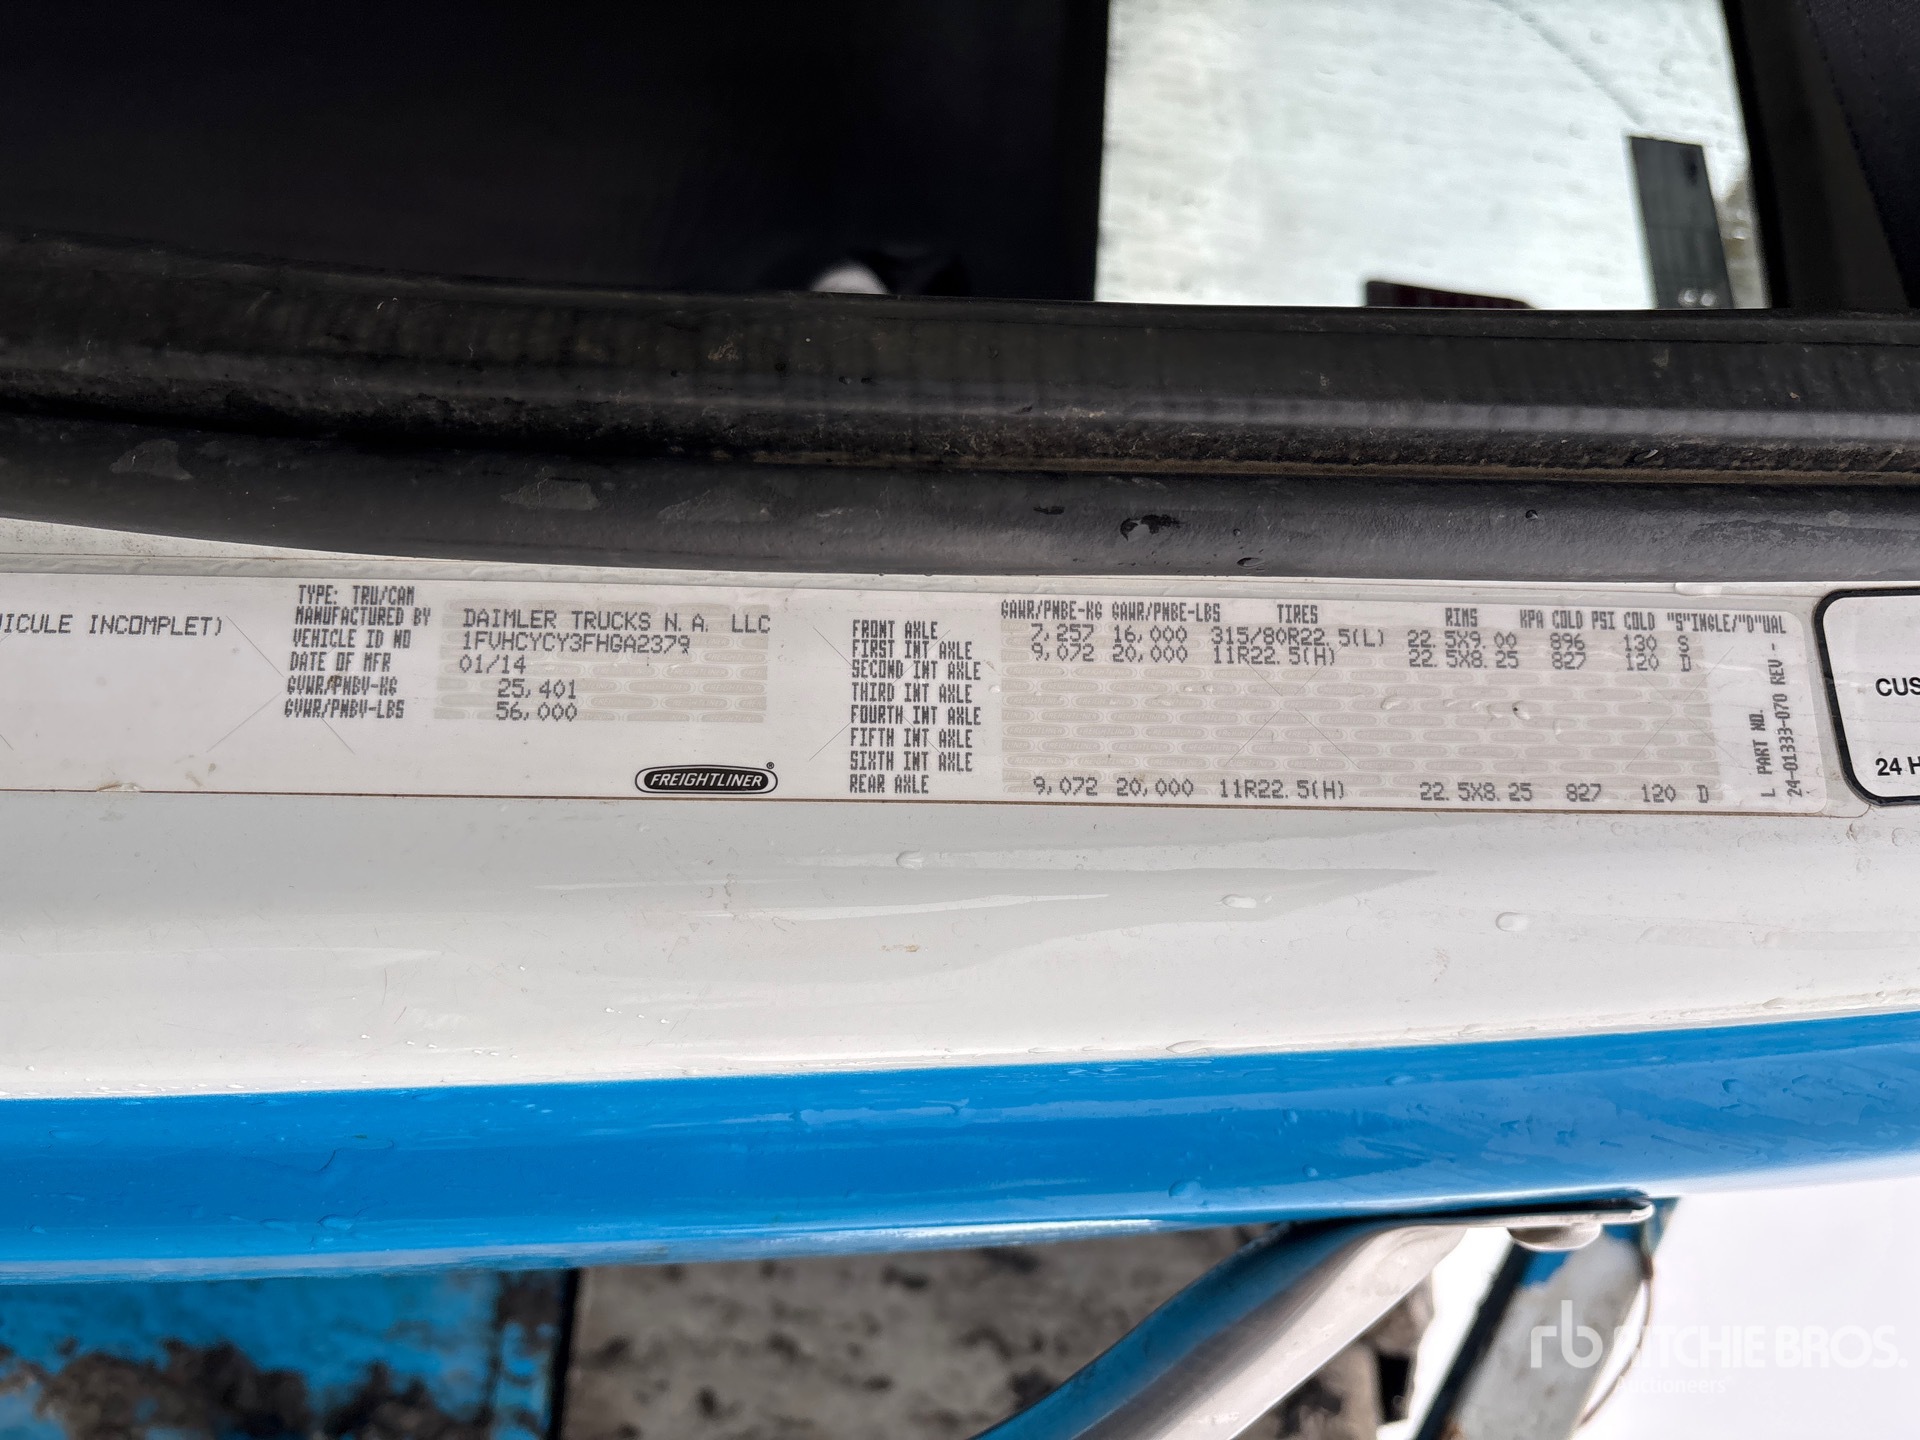 HICULE INCOMPLET)
TYPE: TRU/CAM
MANUFACTURED BY DAIMLER TRUCKS N.A. LLC
VEHICLE ID NO 1FVHCYCY3FHGA2379
DATE OF MFR 01/14
GVWR/PNBV-KG 25,401
GVWR/PNBV-LBS 56,000
FREIGHTLINER®
GAWR/PNBE-KG GAWR/PNBE-LBS TIRES RIMS KPA COLD PSI COLD "S"INGLE/"D"UAL
FRONT AXLE 7,257 16,000 315/80R22.5(L) 22.5X9.00 896 130 S
FIRST INT AXLE 9,072 20,000 11R22.5(H) 22.5X8.25 827 120 D
SECOND INT AXLE
THIRD INT AXLE
FOURTH INT AXLE
FIFTH INT AXLE
SIXTH INT AXLE
REAR AXLE 9,072 20,000 11R22.5(H) 22.5X8.25 827 120 D
L PART NO.
24-01333-070 REV -
CUS
24 H
rb RITCHIE BROS.
Auctioneers